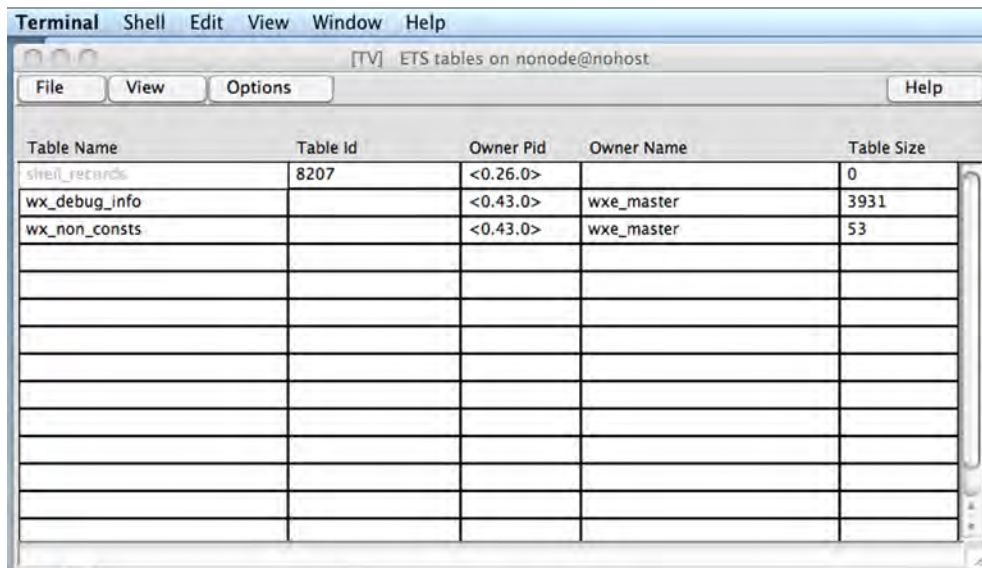 Terminal Shell Edit View Window Help
[TV] ETS tables on nonode@nohost
File View Options Help
Table Name Table Id Owner Pid Owner Name Table Size
shell_records 8207 <0.26.0> 0
wx_debug_info <0.43.0> wxe_master 3931
wx_non_consts <0.43.0> wxe_master 53